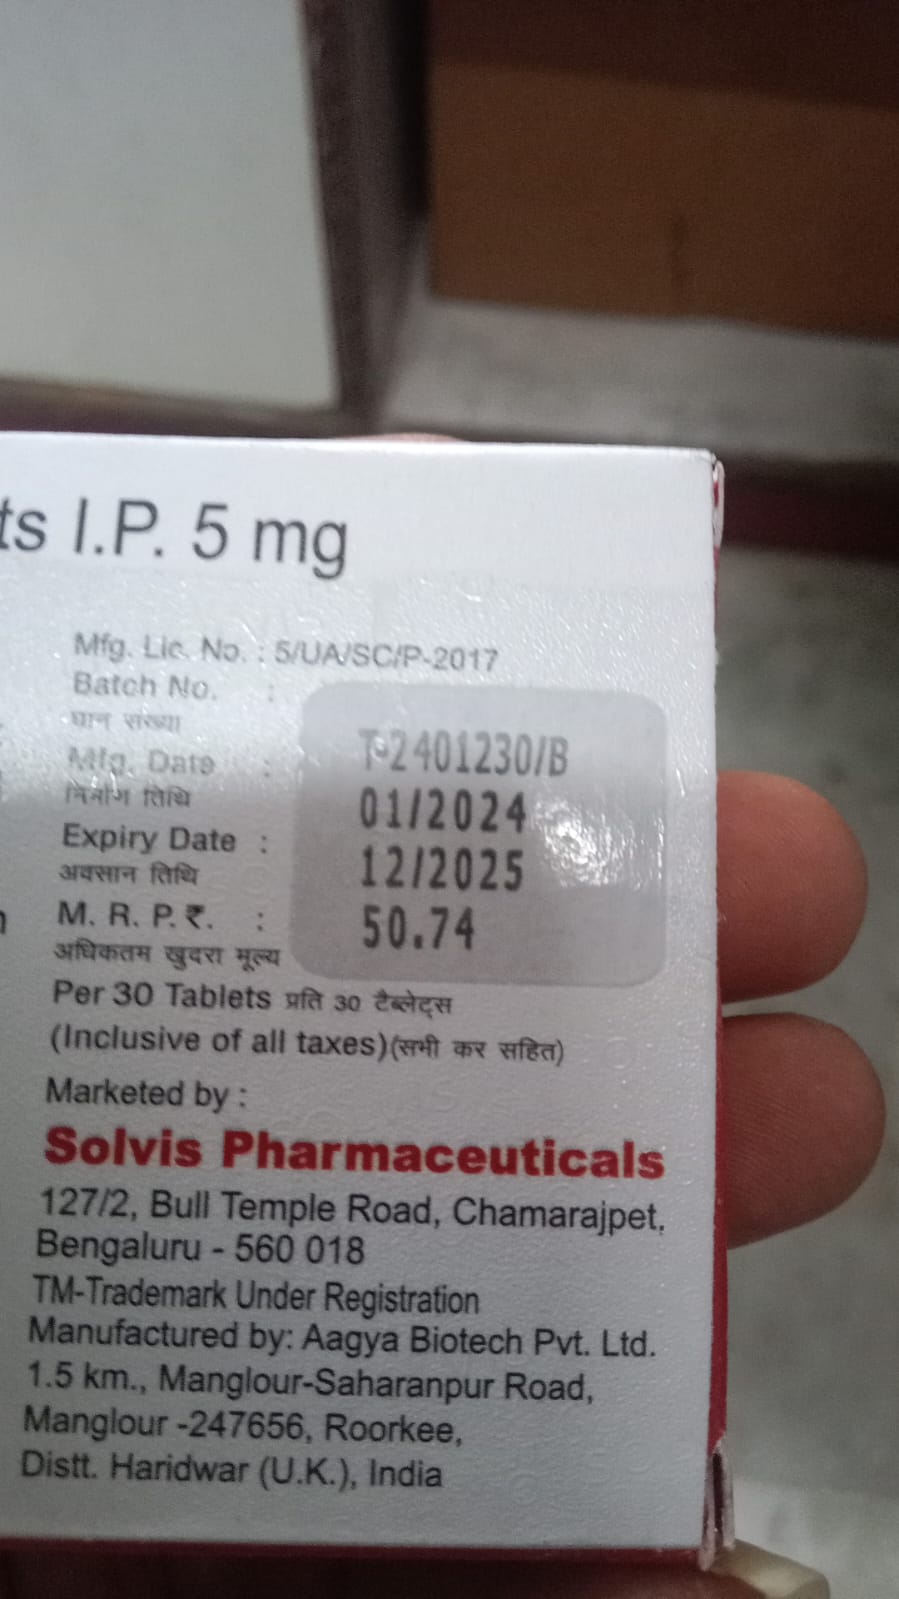 ts I.P. 5 mg
Mfg. Lic. No. : 5/UA/SC/P-2017
Batch No. : T-2401230/B
घान संख्या
Mfg. Date : 01/2024
निर्माण तिथि
Expiry Date : 12/2025
अवसान तिथि
M. R. P. ₹. : 50.74
अधिकतम खुदरा मूल्य
Per 30 Tablets प्रति 30 टैब्लेट्स
(Inclusive of all taxes)(सभी कर सहित)
Marketed by :
Solvis Pharmaceuticals
127/2, Bull Temple Road, Chamarajpet,
Bengaluru - 560 018
TM-Trademark Under Registration
Manufactured by: Aagya Biotech Pvt. Ltd.
1.5 km., Manglour-Saharanpur Road,
Manglour -247656, Roorkee,
Distt. Haridwar (U.K.), India